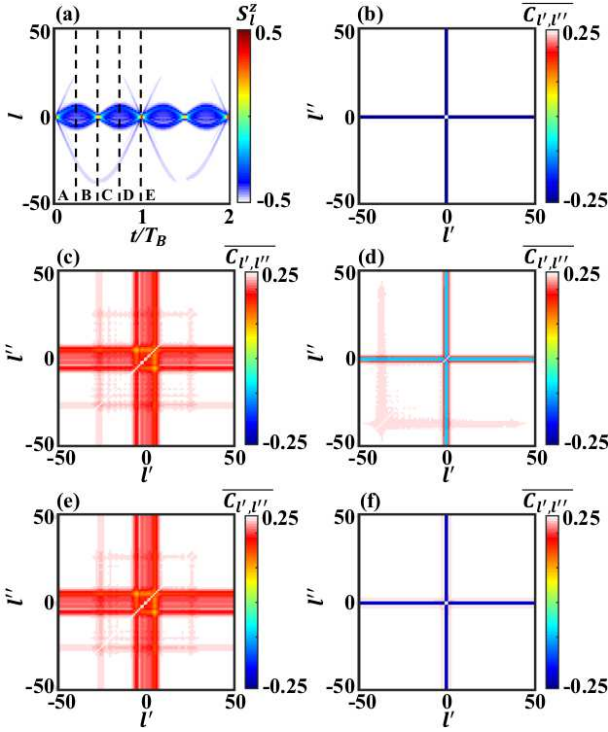 (a)
S_l^z
0.5
-0.5
50
0
-50
l
A B C D E
0 1 2
t/T_B
(b)
\overline{C_{l',l''}}
0.25
-0.25
50
0
-50
l''
-50 0 50
l'
(c)
\overline{C_{l',l''}}
0.25
-0.25
50
0
-50
l''
-50 0 50
l'
(d)
\overline{C_{l',l''}}
0.25
-0.25
50
0
-50
l''
-50 0 50
l'
(e)
\overline{C_{l',l''}}
0.25
-0.25
50
0
-50
l''
-50 0 50
l'
(f)
\overline{C_{l',l''}}
0.25
-0.25
50
0
-50
l''
-50 0 50
l'